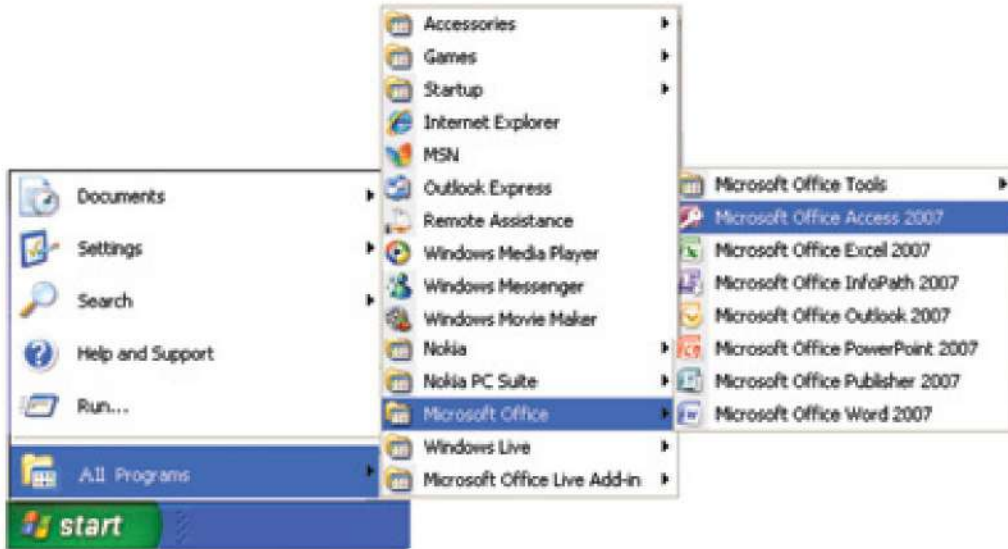 Documents
Settings
Search
Help and Support
Run...
All Programs
start
Accessories
Games
Startup
Internet Explorer
MSN
Outlook Express
Remote Assistance
Windows Media Player
Windows Messenger
Windows Movie Maker
Nokia
Nokia PC Suite
Microsoft Office
Windows Live
Microsoft Office Live Add-in
Microsoft Office Tools
Microsoft Office Access 2007
Microsoft Office Excel 2007
Microsoft Office InfoPath 2007
Microsoft Office Outlook 2007
Microsoft Office PowerPoint 2007
Microsoft Office Publisher 2007
Microsoft Office Word 2007